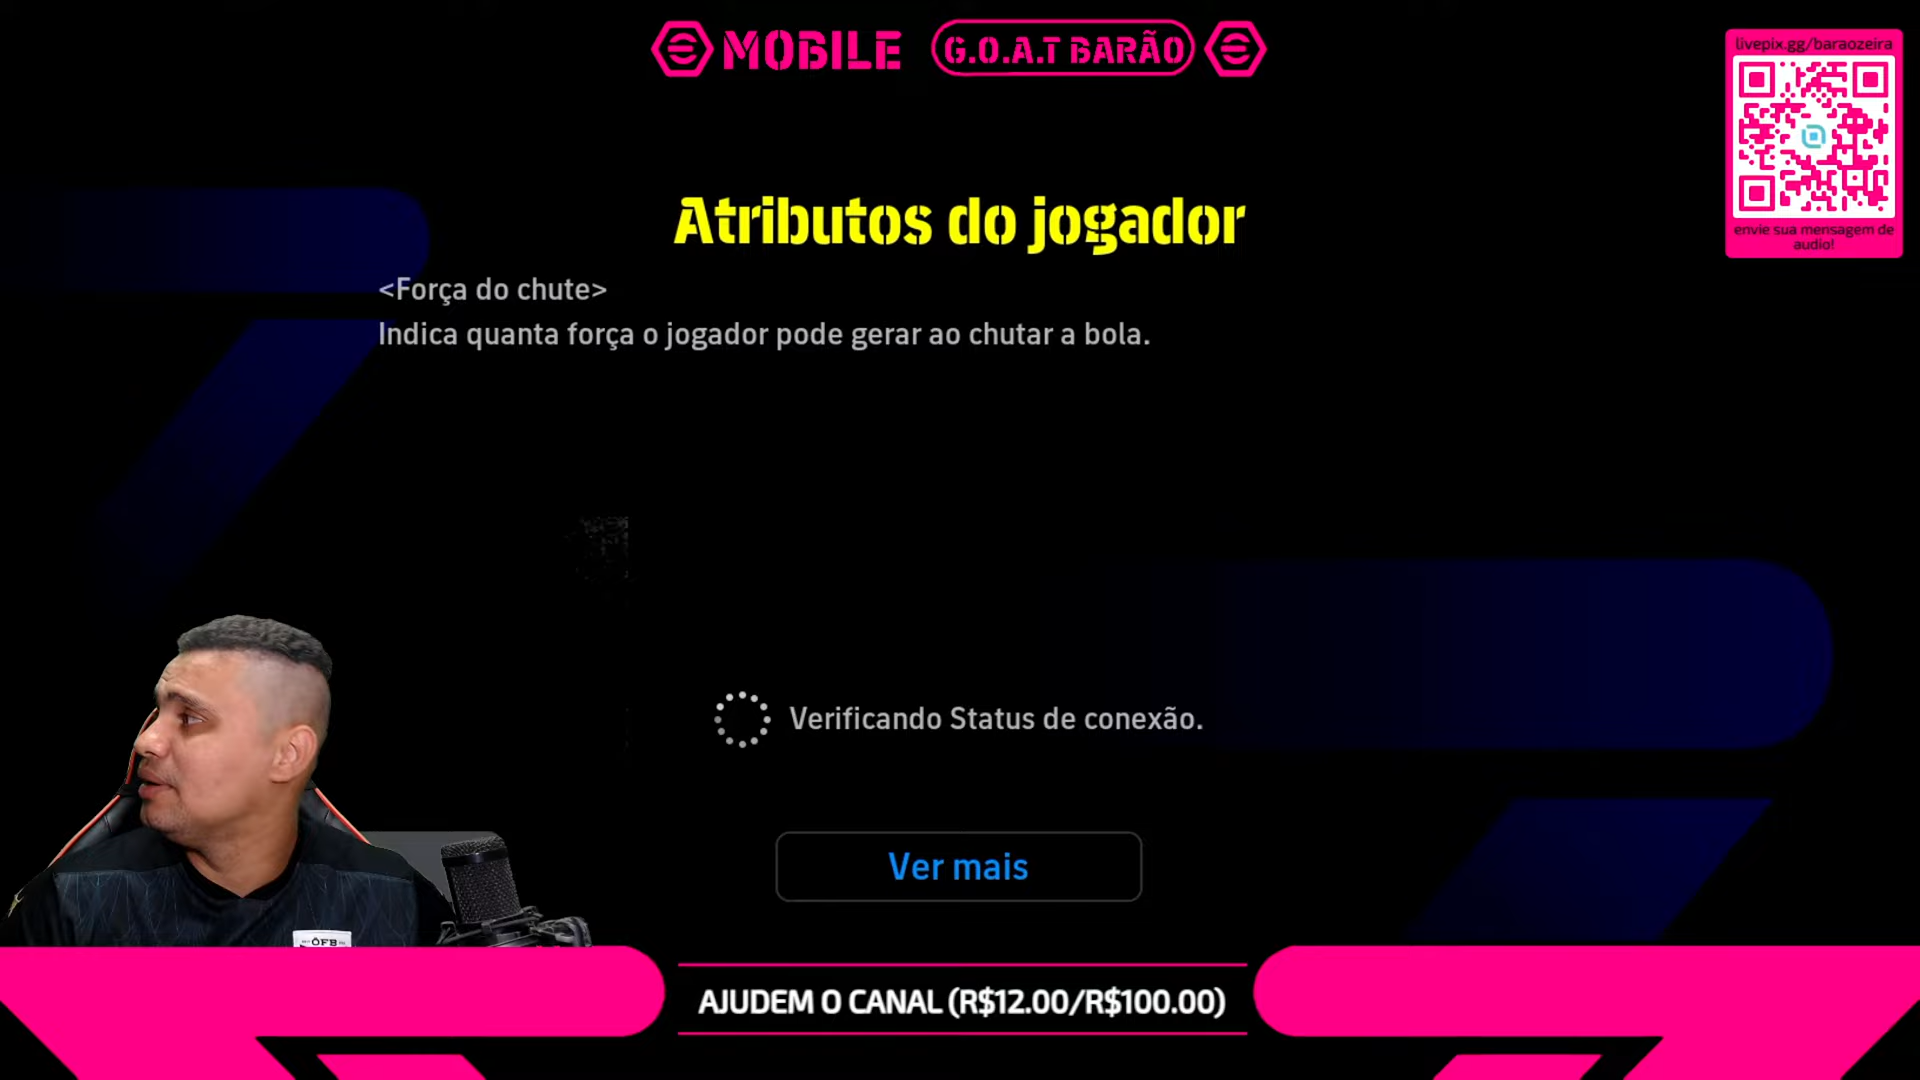 MOBILE
G.O.A.T BARÃO
livepix.gg/baraozeira
envie sua mensagem de
audio!
Atributos do jogador
<Força do chute>
Indica quanta força o jogador pode gerar ao chutar a bola.
Verificando Status de conexão.
Ver mais
ÔFB
AJUDEM O CANAL (R$12.00/R$100.00)